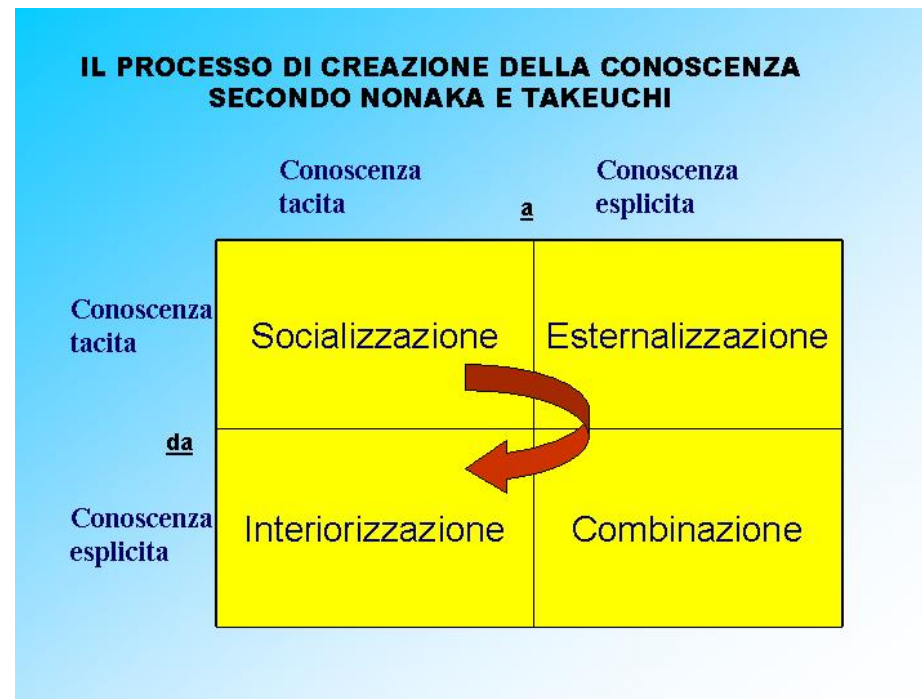 IL PROCESSO DI CREAZIONE DELLA CONOSCENZA
SECONDO NONAKA E TAKEUCHI
Conoscenza
tacita
a
Conoscenza
esplicita
Conoscenza
tacita
Socializzazione
Esternalizzazione
da
Conoscenza
esplicita
Interiorizzazione
Combinazione